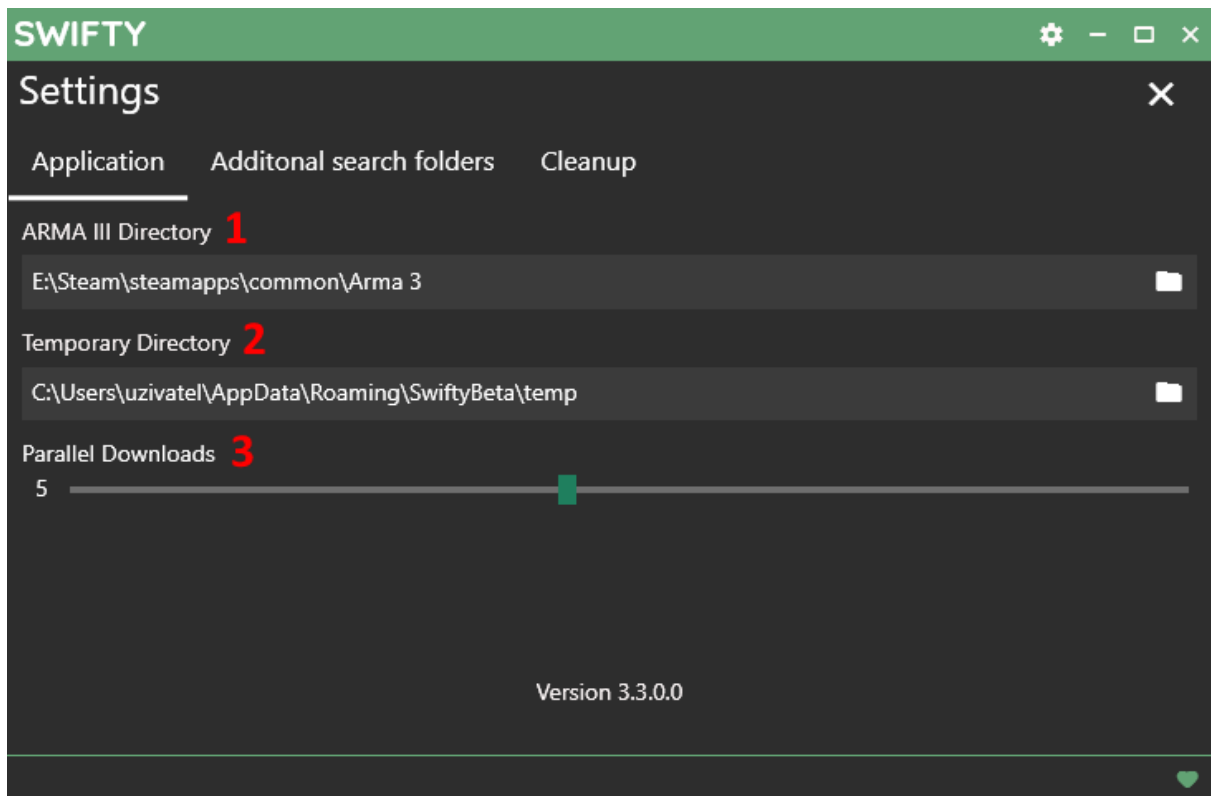 SWIFTY
Settings
Application Additonal search folders Cleanup
ARMA III Directory 1
E:\Steam\steamapps\common\Arma 3
Temporary Directory 2
C:\Users\uzivatel\AppData\Roaming\SwiftyBeta\temp
Parallel Downloads 3
5
Version 3.3.0.0